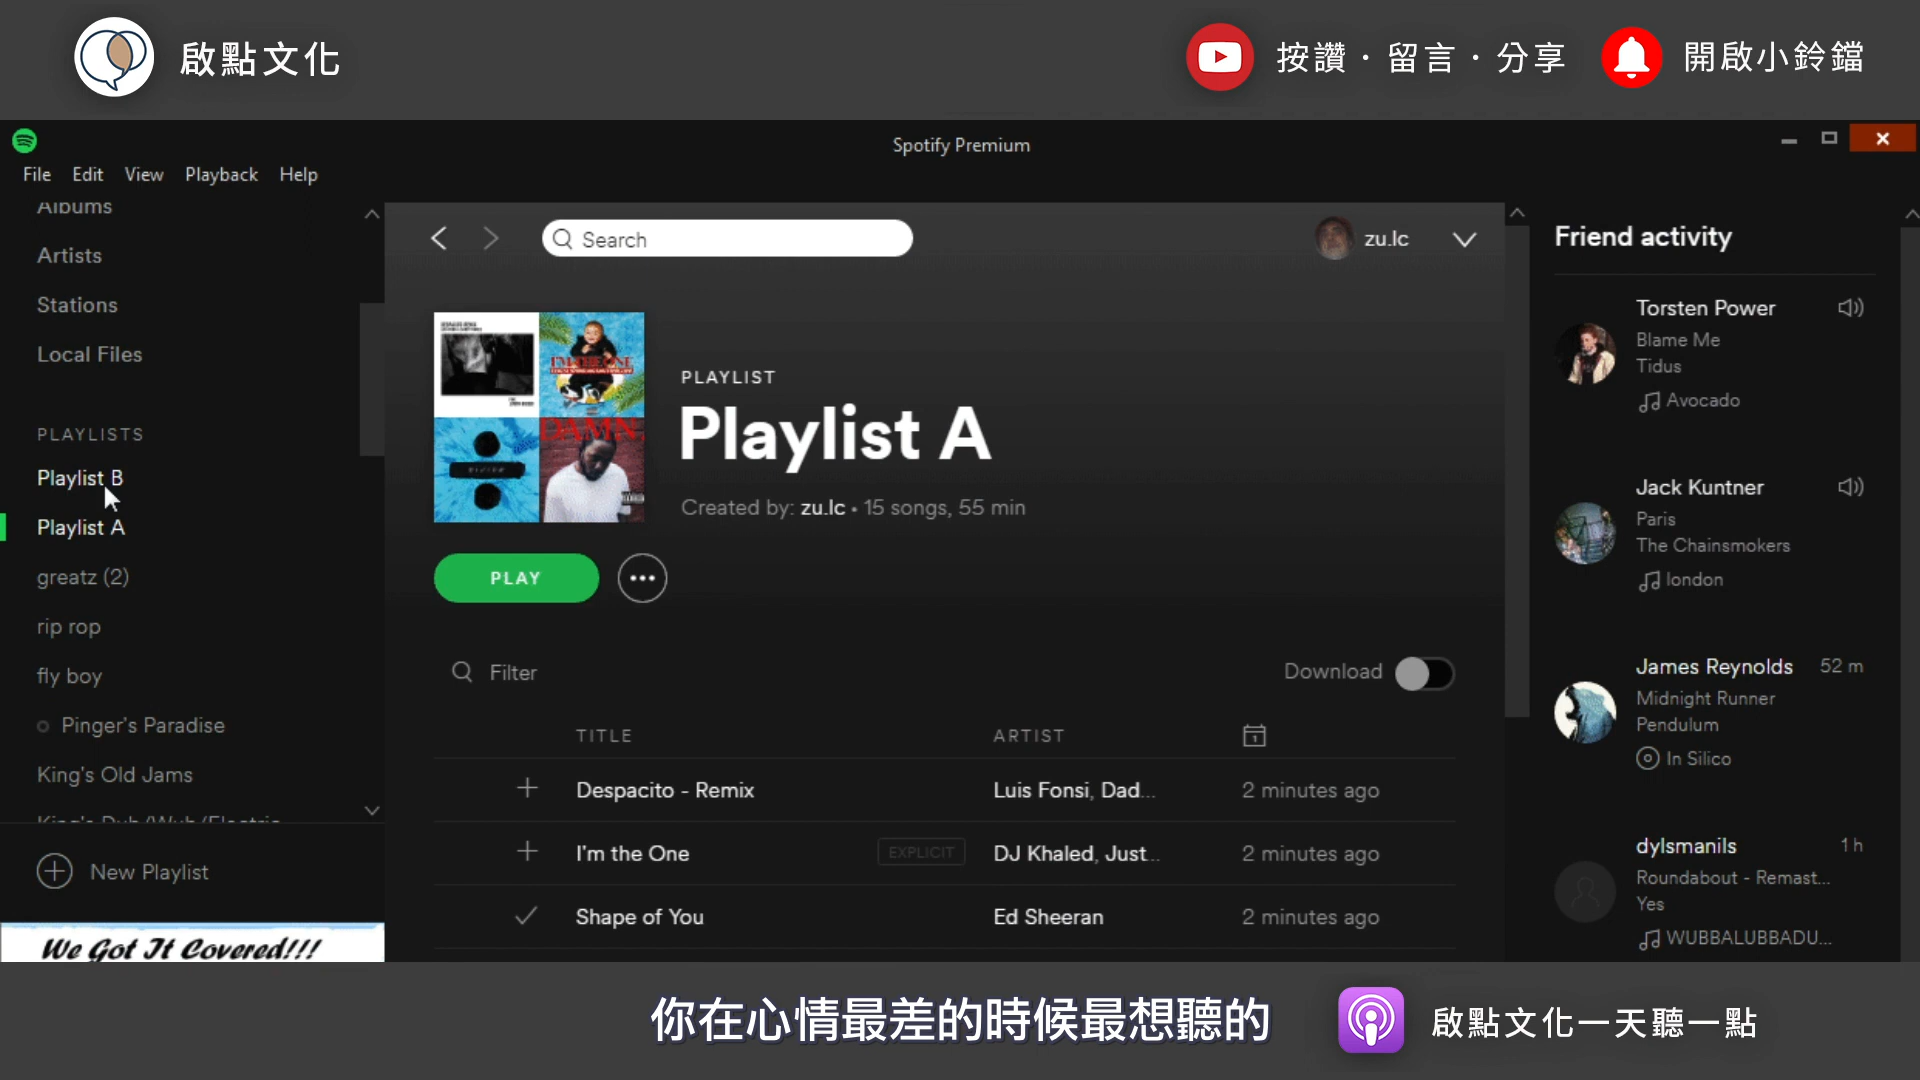 啟點文化
按讚・留言・分享
開啟小鈴鐺
Spotify Premium
File Edit View Playback Help
Albums
Artists
Stations
Local Files
PLAYLISTS
Playlist B
Playlist A
greatz (2)
rip rop
fly boy
Pinger's Paradise
King's Old Jams
King's Dub/Wub/Electric
New Playlist
We Got It Covered!!!
Search
zu.lc
I'M THE ONE
DAMN.
PLAYLIST
Playlist A
Created by: zu.lc • 15 songs, 55 min
PLAY
Filter
Download
TITLE ARTIST
Despacito - Remix Luis Fonsi, Dad... 2 minutes ago
I'm the One EXPLICIT DJ Khaled, Just... 2 minutes ago
Shape of You Ed Sheeran 2 minutes ago
Friend activity
Torsten Power
Blame Me
Tidus
Avocado
Jack Kuntner
Paris
The Chainsmokers
london
James Reynolds 52 m
Midnight Runner
Pendulum
In Silico
dylsmanils 1 h
Roundabout - Remast...
Yes
WUBBALUBBADU...
你在心情最差的時候最想聽的
啟點文化一天聽一點